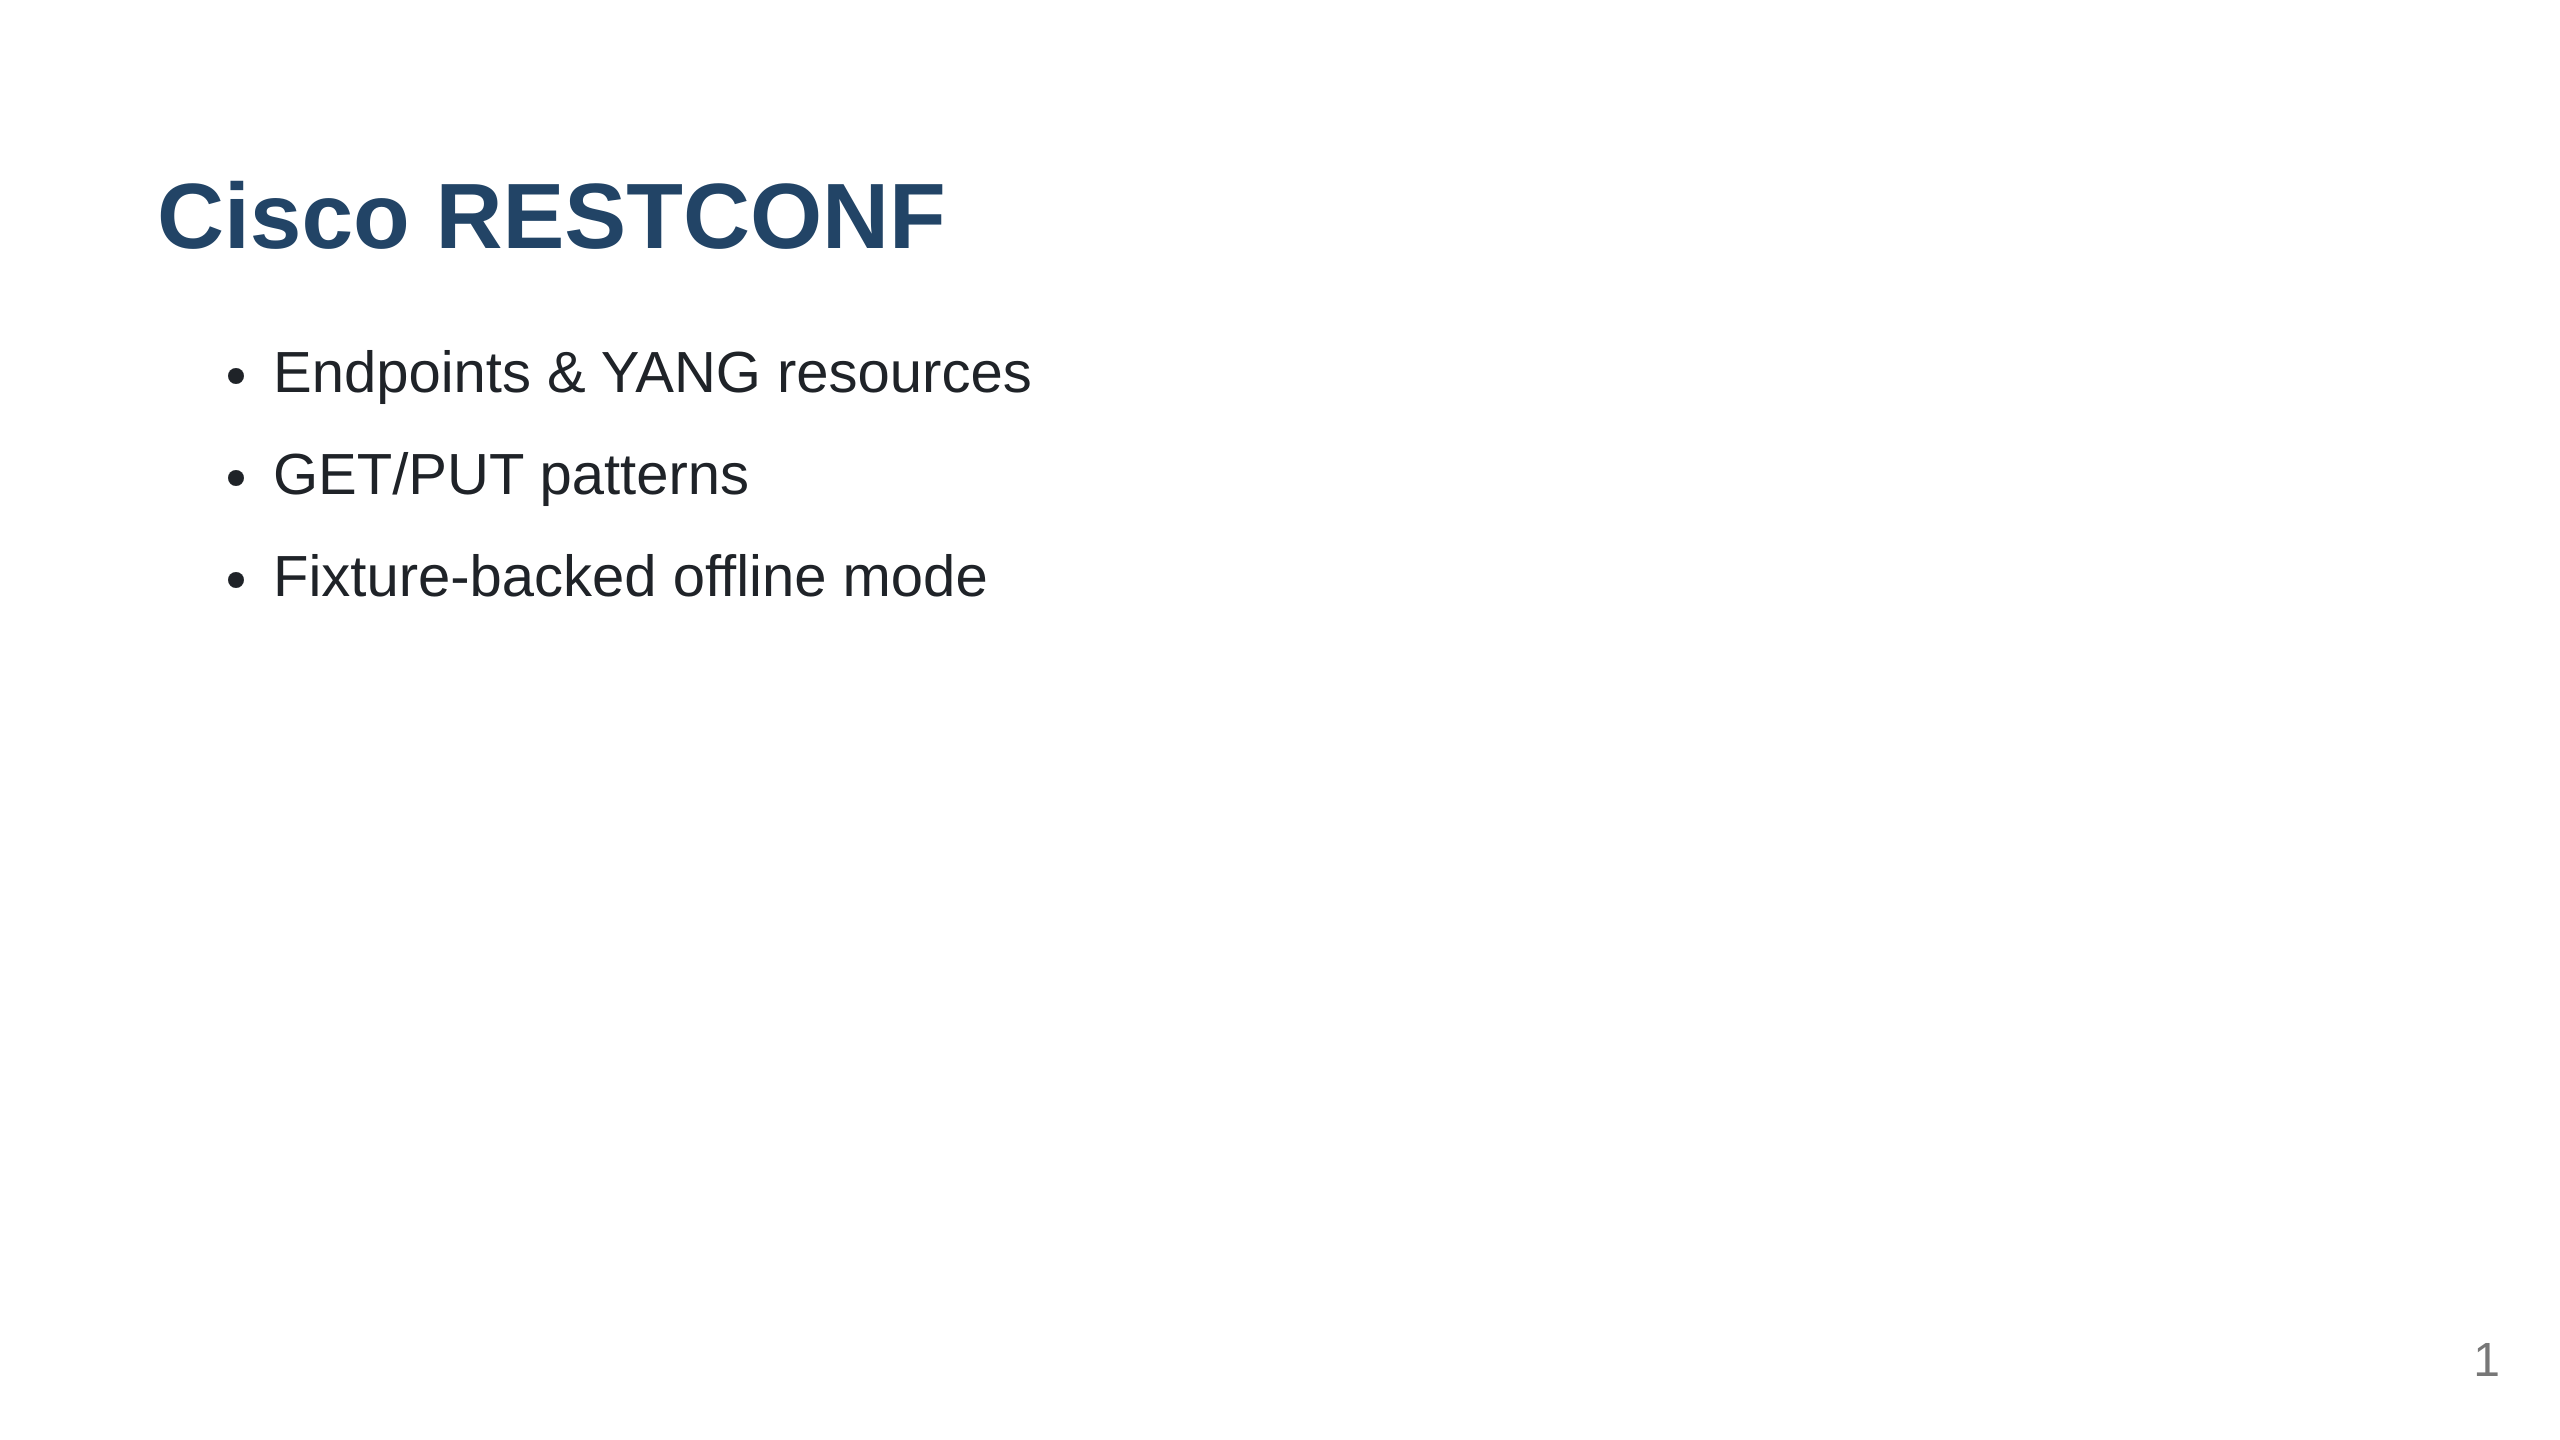 Cisco RESTCONF
• Endpoints & YANG resources
• GET/PUT patterns
• Fixture-backed offline mode
1